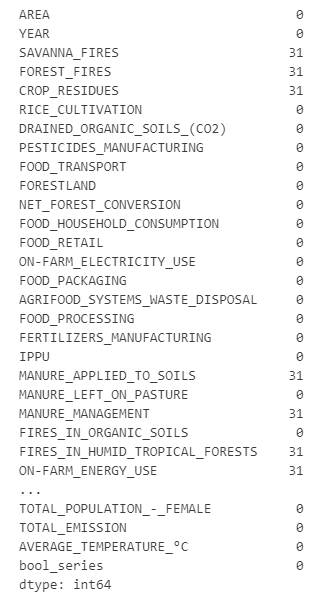 AREA 0
YEAR 0
SAVANNA_FIRES 31
FOREST_FIRES 31
CROP_RESIDUES 31
RICE_CULTIVATION 0
DRAINED_ORGANIC_SOILS_(CO2) 0
PESTICIDES_MANUFACTURING 0
FOOD_TRANSPORT 0
FORESTLAND 0
NET_FOREST_CONVERSION 0
FOOD_HOUSEHOLD_CONSUMPTION 0
FOOD_RETAIL 0
ON-FARM_ELECTRICITY_USE 0
FOOD_PACKAGING 0
AGRIFOOD_SYSTEMS_WASTE_DISPOSAL 0
FOOD_PROCESSING 0
FERTILIZERS_MANUFACTURING 0
IPPU 0
MANURE_APPLIED_TO_SOILS 31
MANURE_LEFT_ON_PASTURE 0
MANURE_MANAGEMENT 31
FIRES_IN_ORGANIC_SOILS 0
FIRES_IN_HUMID_TROPICAL_FORESTS 31
ON-FARM_ENERGY_USE 31
...
TOTAL_POPULATION_-_FEMALE 0
TOTAL_EMISSION 0
AVERAGE_TEMPERATURE_ºC 0
bool_series 0
dtype: int64